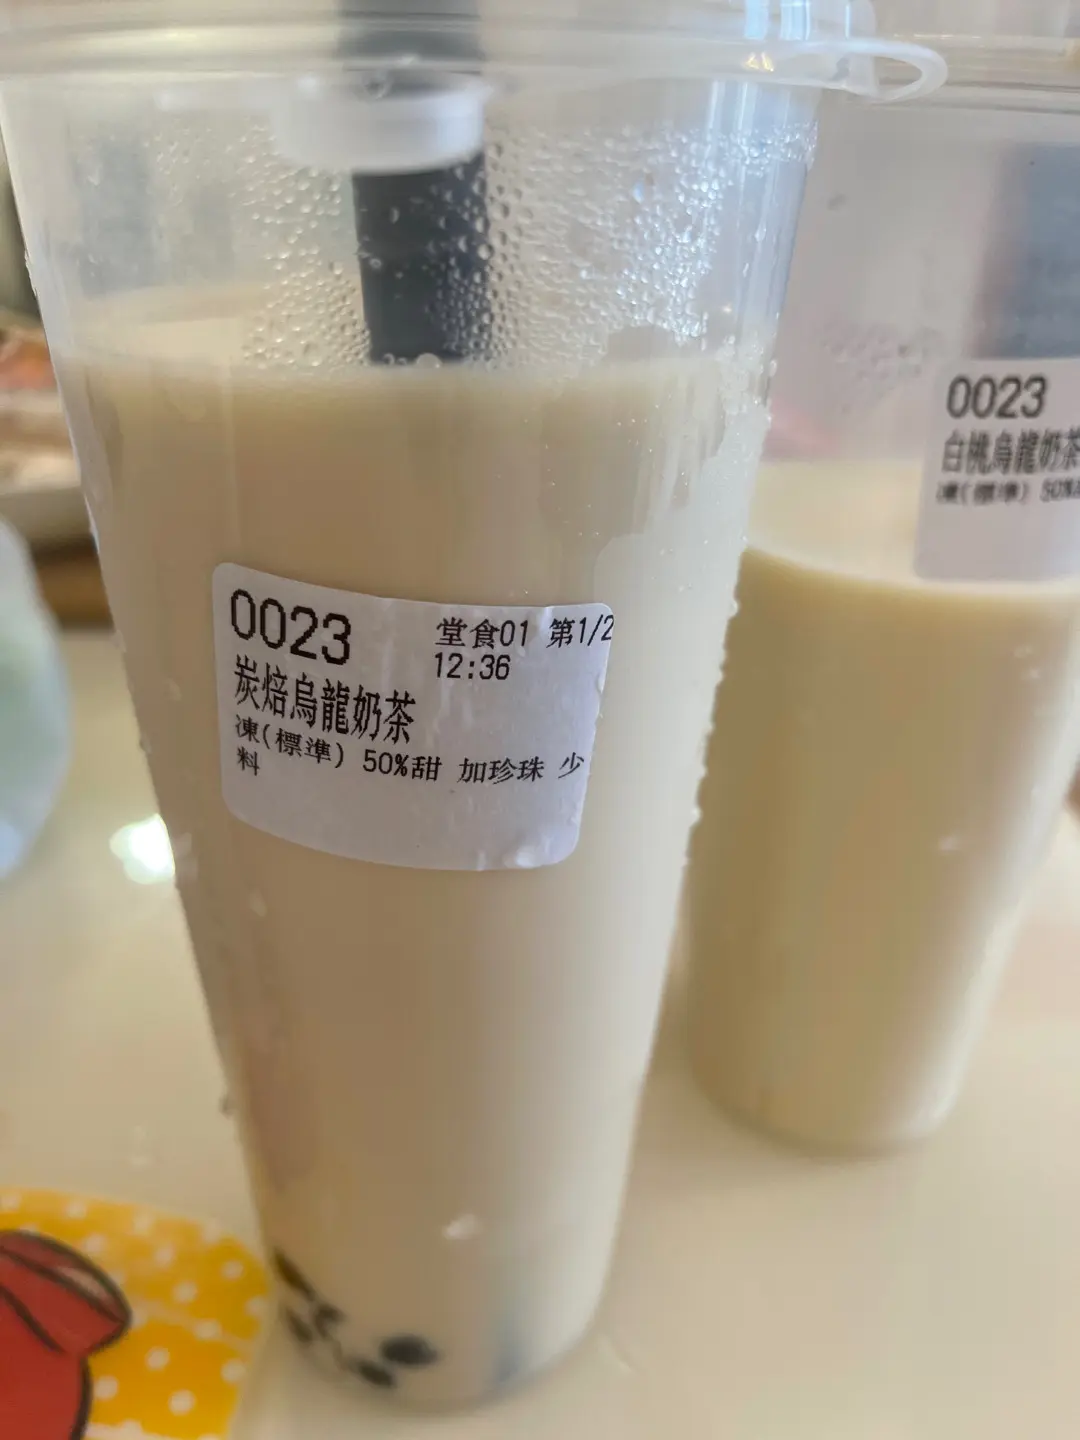 0023
堂食01 第1/2
12:36
炭焙烏龍奶茶
凍(標準) 50%甜 加珍珠 少
料
0023
白桃烏龍奶茶
凍(標準) 50%